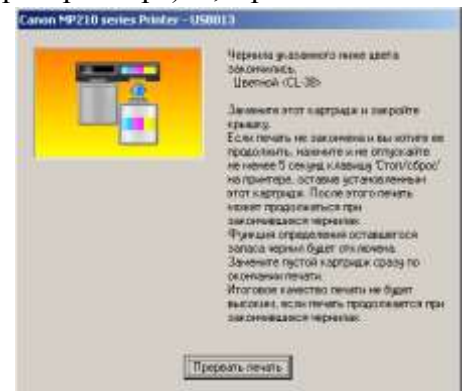 Canon MP210 series Printer - USB013
Чернила указанного ниже цвета
закончились.
Цветной (CL-38)
Замените этот картридж и закройте
крышку.
Если печать не закончена и вы хотите ее
продолжить, нажмите и не отпускайте
не менее 5 секунд клавишу 'Стоп/сброс'
на принтере, оставив установленным
этот картридж. После этого печать
может продолжаться при
закончившихся чернилах.
Функция определения оставшегося
запаса чернил будет отключена.
Замените пустой картридж сразу по
окончании печати.
Итоговое качество печати не будет
высоким, если печать продолжается при
закончившихся чернилах.
Прервать печать